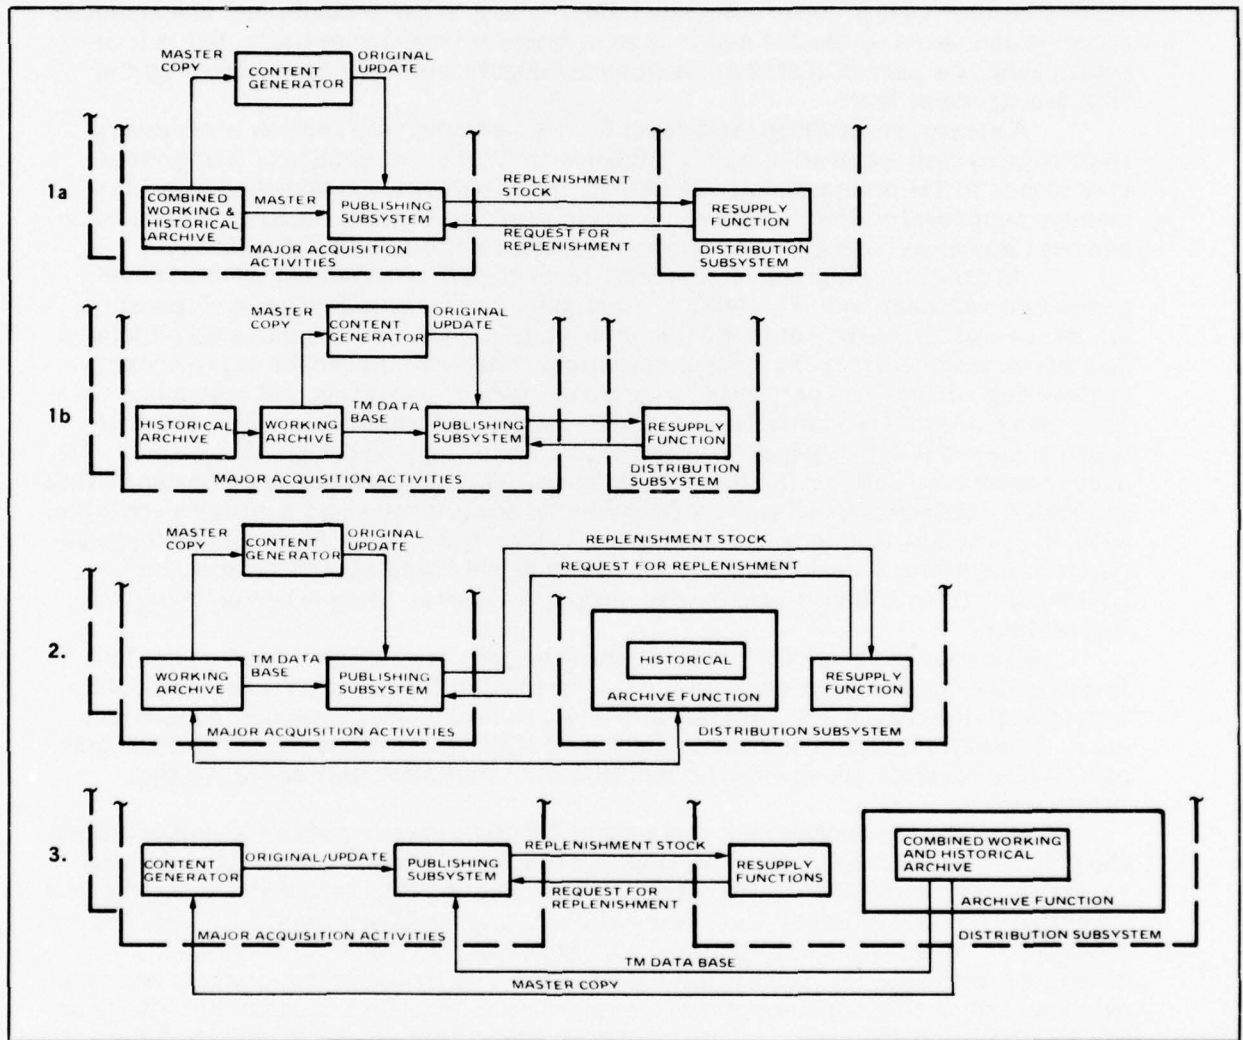 MASTER
COPY
CONTENT
GENERATOR
ORIGINAL
UPDATE
1a
COMBINED
WORKING &
HISTORICAL
ARCHIVE
MASTER
PUBLISHING
SUBSYSTEM
REPLENISHMENT
STOCK
REQUEST FOR
REPLENISHMENT
RESUPPLY
FUNCTION
MAJOR ACQUISITION
ACTIVITIES
DISTRIBUTION
SUBSYSTEM
MASTER
COPY
CONTENT
GENERATOR
ORIGINAL
UPDATE
1b
HISTORICAL
ARCHIVE
WORKING
ARCHIVE
TM DATA
BASE
PUBLISHING
SUBSYSTEM
RESUPPLY
FUNCTION
MAJOR ACQUISITION ACTIVITIES
DISTRIBUTION
SUBSYSTEM
MASTER
COPY
CONTENT
GENERATOR
ORIGINAL
UPDATE
REPLENISHMENT STOCK
REQUEST FOR REPLENISHMENT
2.
WORKING
ARCHIVE
TM DATA
BASE
PUBLISHING
SUBSYSTEM
HISTORICAL
ARCHIVE FUNCTION
RESUPPLY
FUNCTION
MAJOR ACQUISITION ACTIVITIES
DISTRIBUTION SUBSYSTEM
3.
CONTENT
GENERATOR
ORIGINAL/UPDATE
PUBLISHING
SUBSYSTEM
REPLENISHMENT STOCK
REQUEST FOR
REPLENISHMENT
RESUPPLY
FUNCTIONS
COMBINED WORKING
AND HISTORICAL
ARCHIVE
ARCHIVE FUNCTION
MAJOR ACQUISITION ACTIVITIES
DISTRIBUTION SUBSYSTEM
TM DATA BASE
MASTER COPY